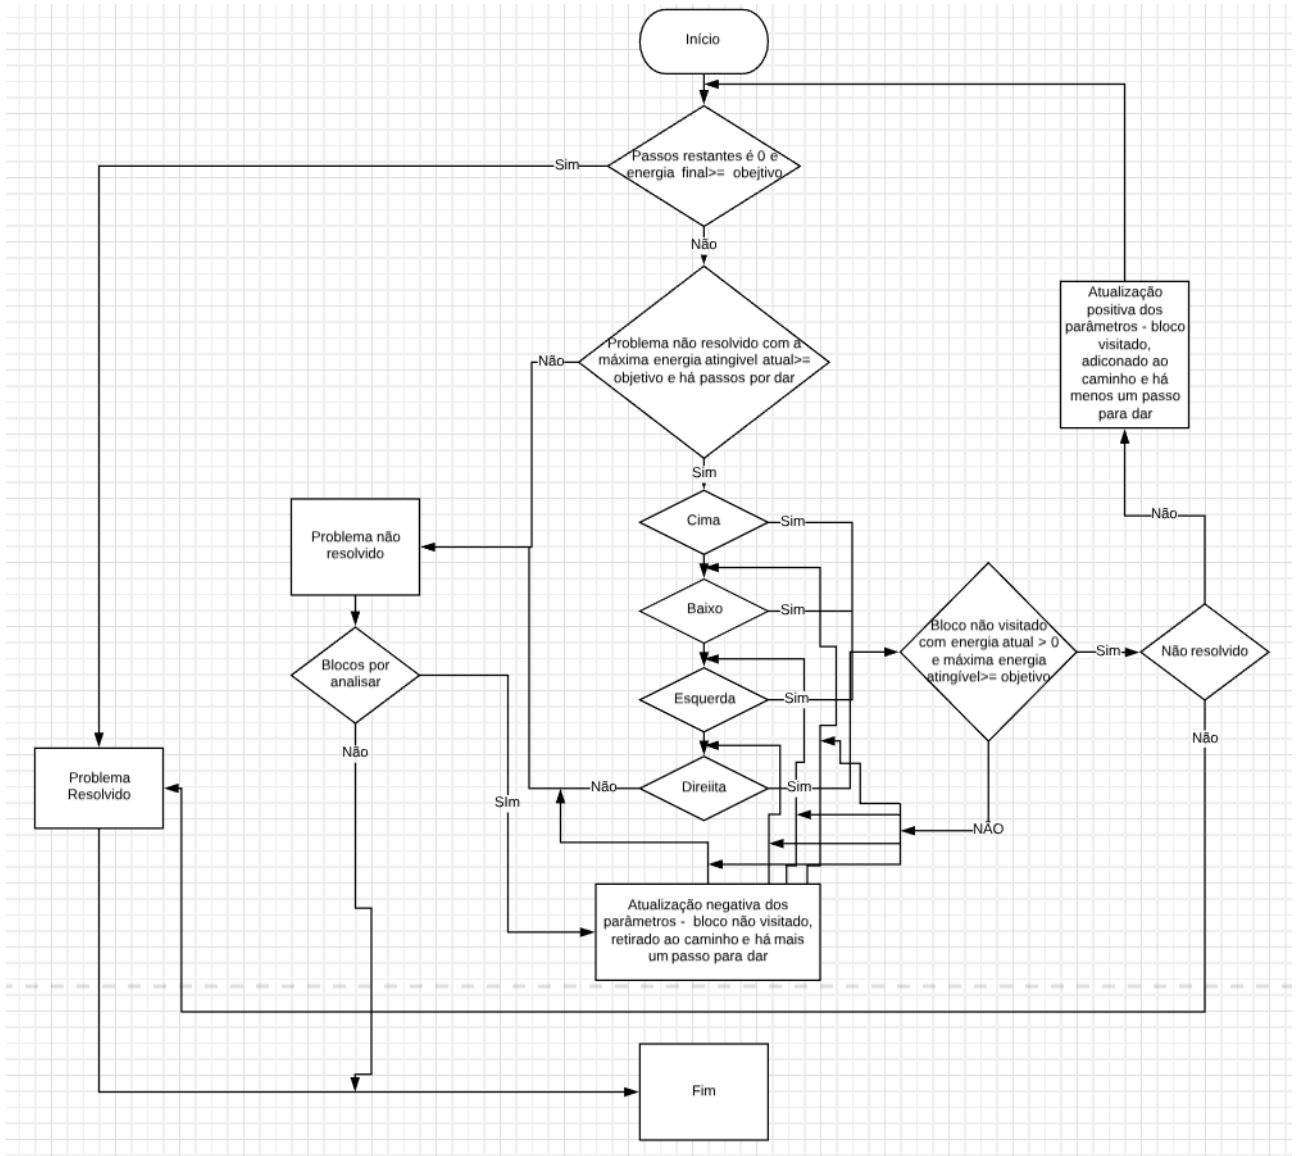 Início
Passos restantes é 0 e
energia final>= obejtivo
Sim
Não
Problema não resolvido com a
máxima energia atingivel atual>=
objetivo e há passos por dar
Não
Sim
Atualização
positiva dos
parâmetros - bloco
visitado,
adiconado ao
caminho e há
menos um passo
para dar
Cima
Sim
Não
Problema não
resolvido
Baixo
Sim
Bloco não visitado
com energia atual > 0
e máxima energia
atingível>= objetivo
Sim
Não resolvido
Blocos por
analisar
Esquerda
Sim
Não
Não
Problema
Resolvido
Direiita
Não
Sim
SIm
NÃO
Atualização negativa dos
parâmetros - bloco não visitado,
retirado ao caminho e há mais
um passo para dar
Fim